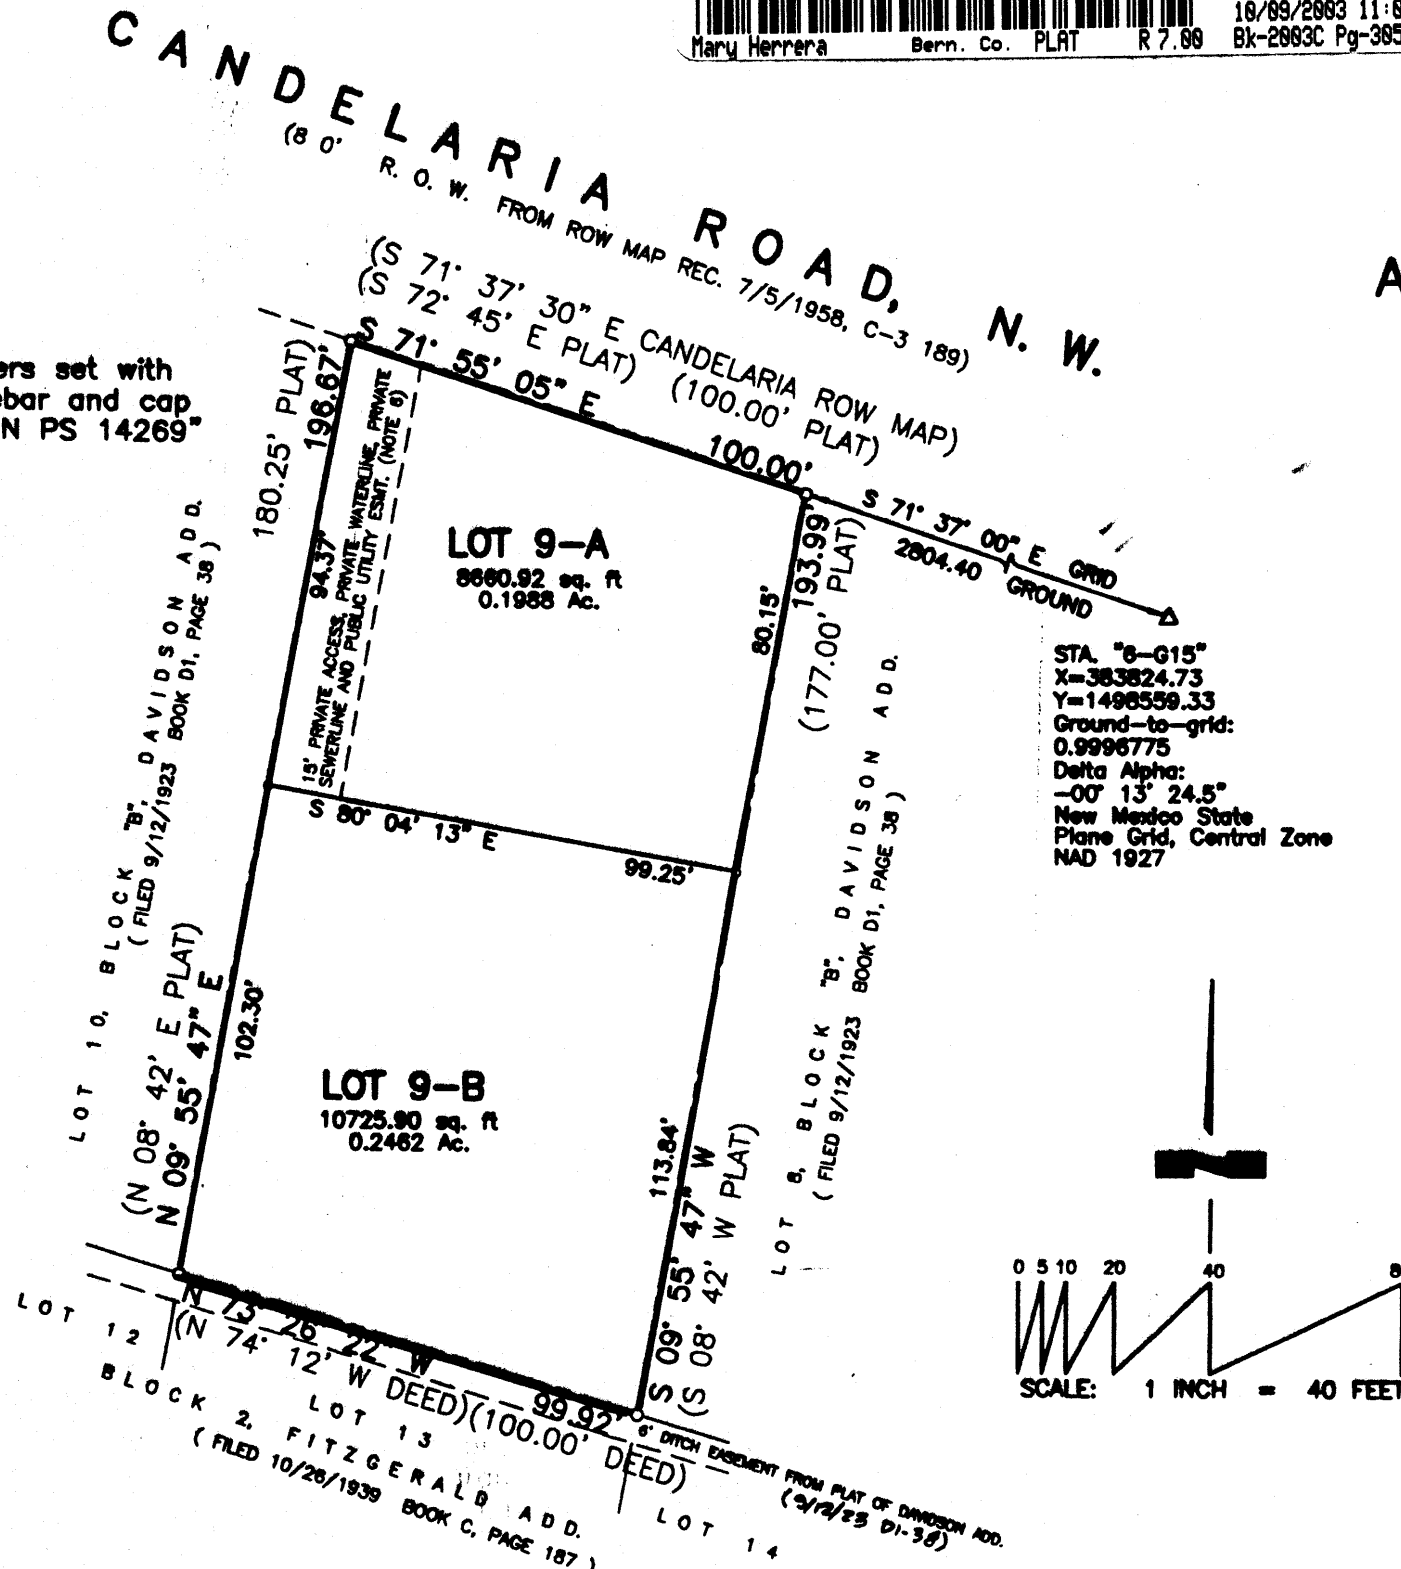 10/09/2003 11:0
Mary Herrera Bern. Co. PLAT R 7.00 Bk-2003C Pg-305
CANDELARIA ROAD, N. W.
(80' R. O. W. FROM ROW MAP REC. 7/5/1958, C-3 189)
A
(S 71° 37' 30" E CANDELARIA ROW MAP)
(S 72° 45' E PLAT) (100.00' PLAT)
S 71° 55' 05" E 100.00'
ers set with
ebar and cap
N PS 14269"
180.25' PLAT)
196.67'
94.37'
15' PRIVATE ACCESS, PRIVATE WATERLINE, PRIVATE
SEWERLINE AND PUBLIC UTILITY ESMT. (NOTE 6)
LOT 9-A
8660.92 sq. ft
0.1988 Ac.
80.15'
193.99'
(177.00' PLAT)
S 71° 37' 00" E GRID
2804.40 GROUND
STA. "6-G15"
X=383824.73
Y=1498559.33
Ground-to-grid:
0.9996775
Delta Alpha:
-00° 13' 24.5"
New Mexico State
Plane Grid, Central Zone
NAD 1927
S 80° 04' 13" E 99.25'
LOT 10, BLOCK "B", DAVIDSON ADD.
( FILED 9/12/1923 BOOK D1, PAGE 38 )
(N 08° 42' E PLAT)
N 09° 55' 47" E
102.30'
LOT 9-B
10725.90 sq. ft
0.2462 Ac.
113.84'
S 09° 55' 47" W
(S 08° 42' W PLAT)
LOT 8, BLOCK "B", DAVIDSON ADD.
( FILED 9/12/1923 BOOK D1, PAGE 38 )
N
0 5 10 20 40 8
SCALE: 1 INCH = 40 FEET
N 73° 26' 22" W 99.92'
(N 74° 12' W DEED)(100.00' DEED)
LOT 12
LOT 13
LOT 14
BLOCK 2, FITZGERALD ADD.
( FILED 10/26/1939 BOOK C, PAGE 187 )
6' DITCH EASEMENT FROM PLAT OF DAVIDSON ADD.
(9/12/23 D1-38)